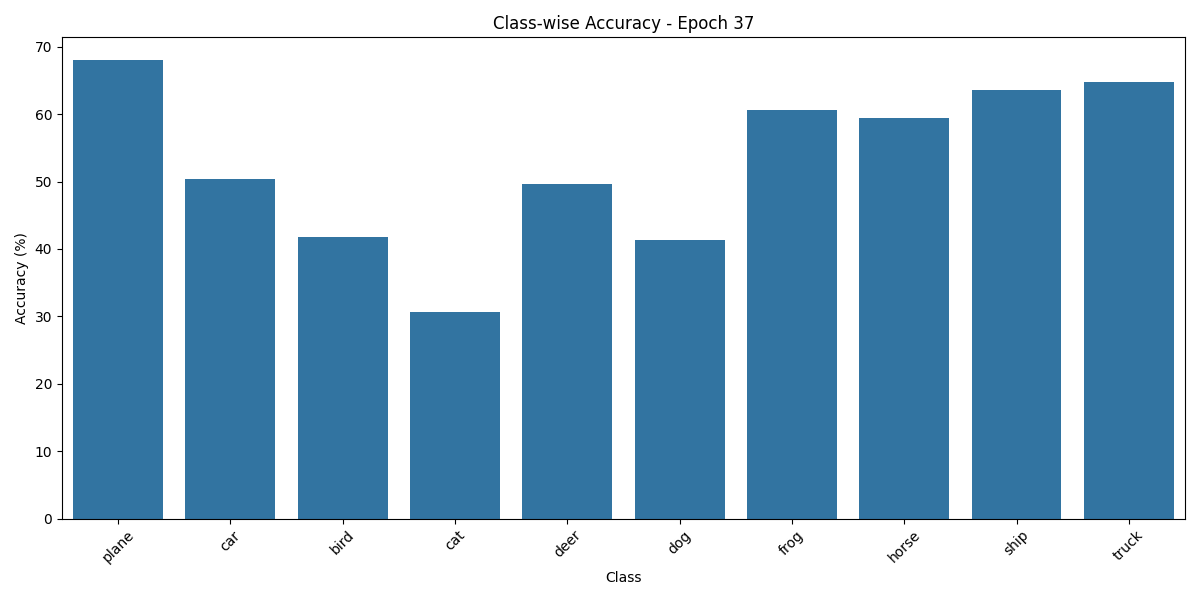 Class-wise Accuracy - Epoch 37
Accuracy (%)
70
60
50
40
30
20
10
0
plane
car
bird
cat
deer
dog
frog
horse
ship
truck
Class